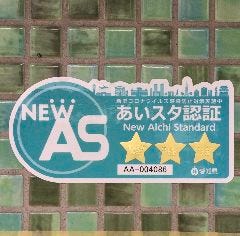 新型コロナウイルス感染防止対策実施中
NEW
AS
あいスタ認証
New Aichi Standard
AA-004086
愛知県